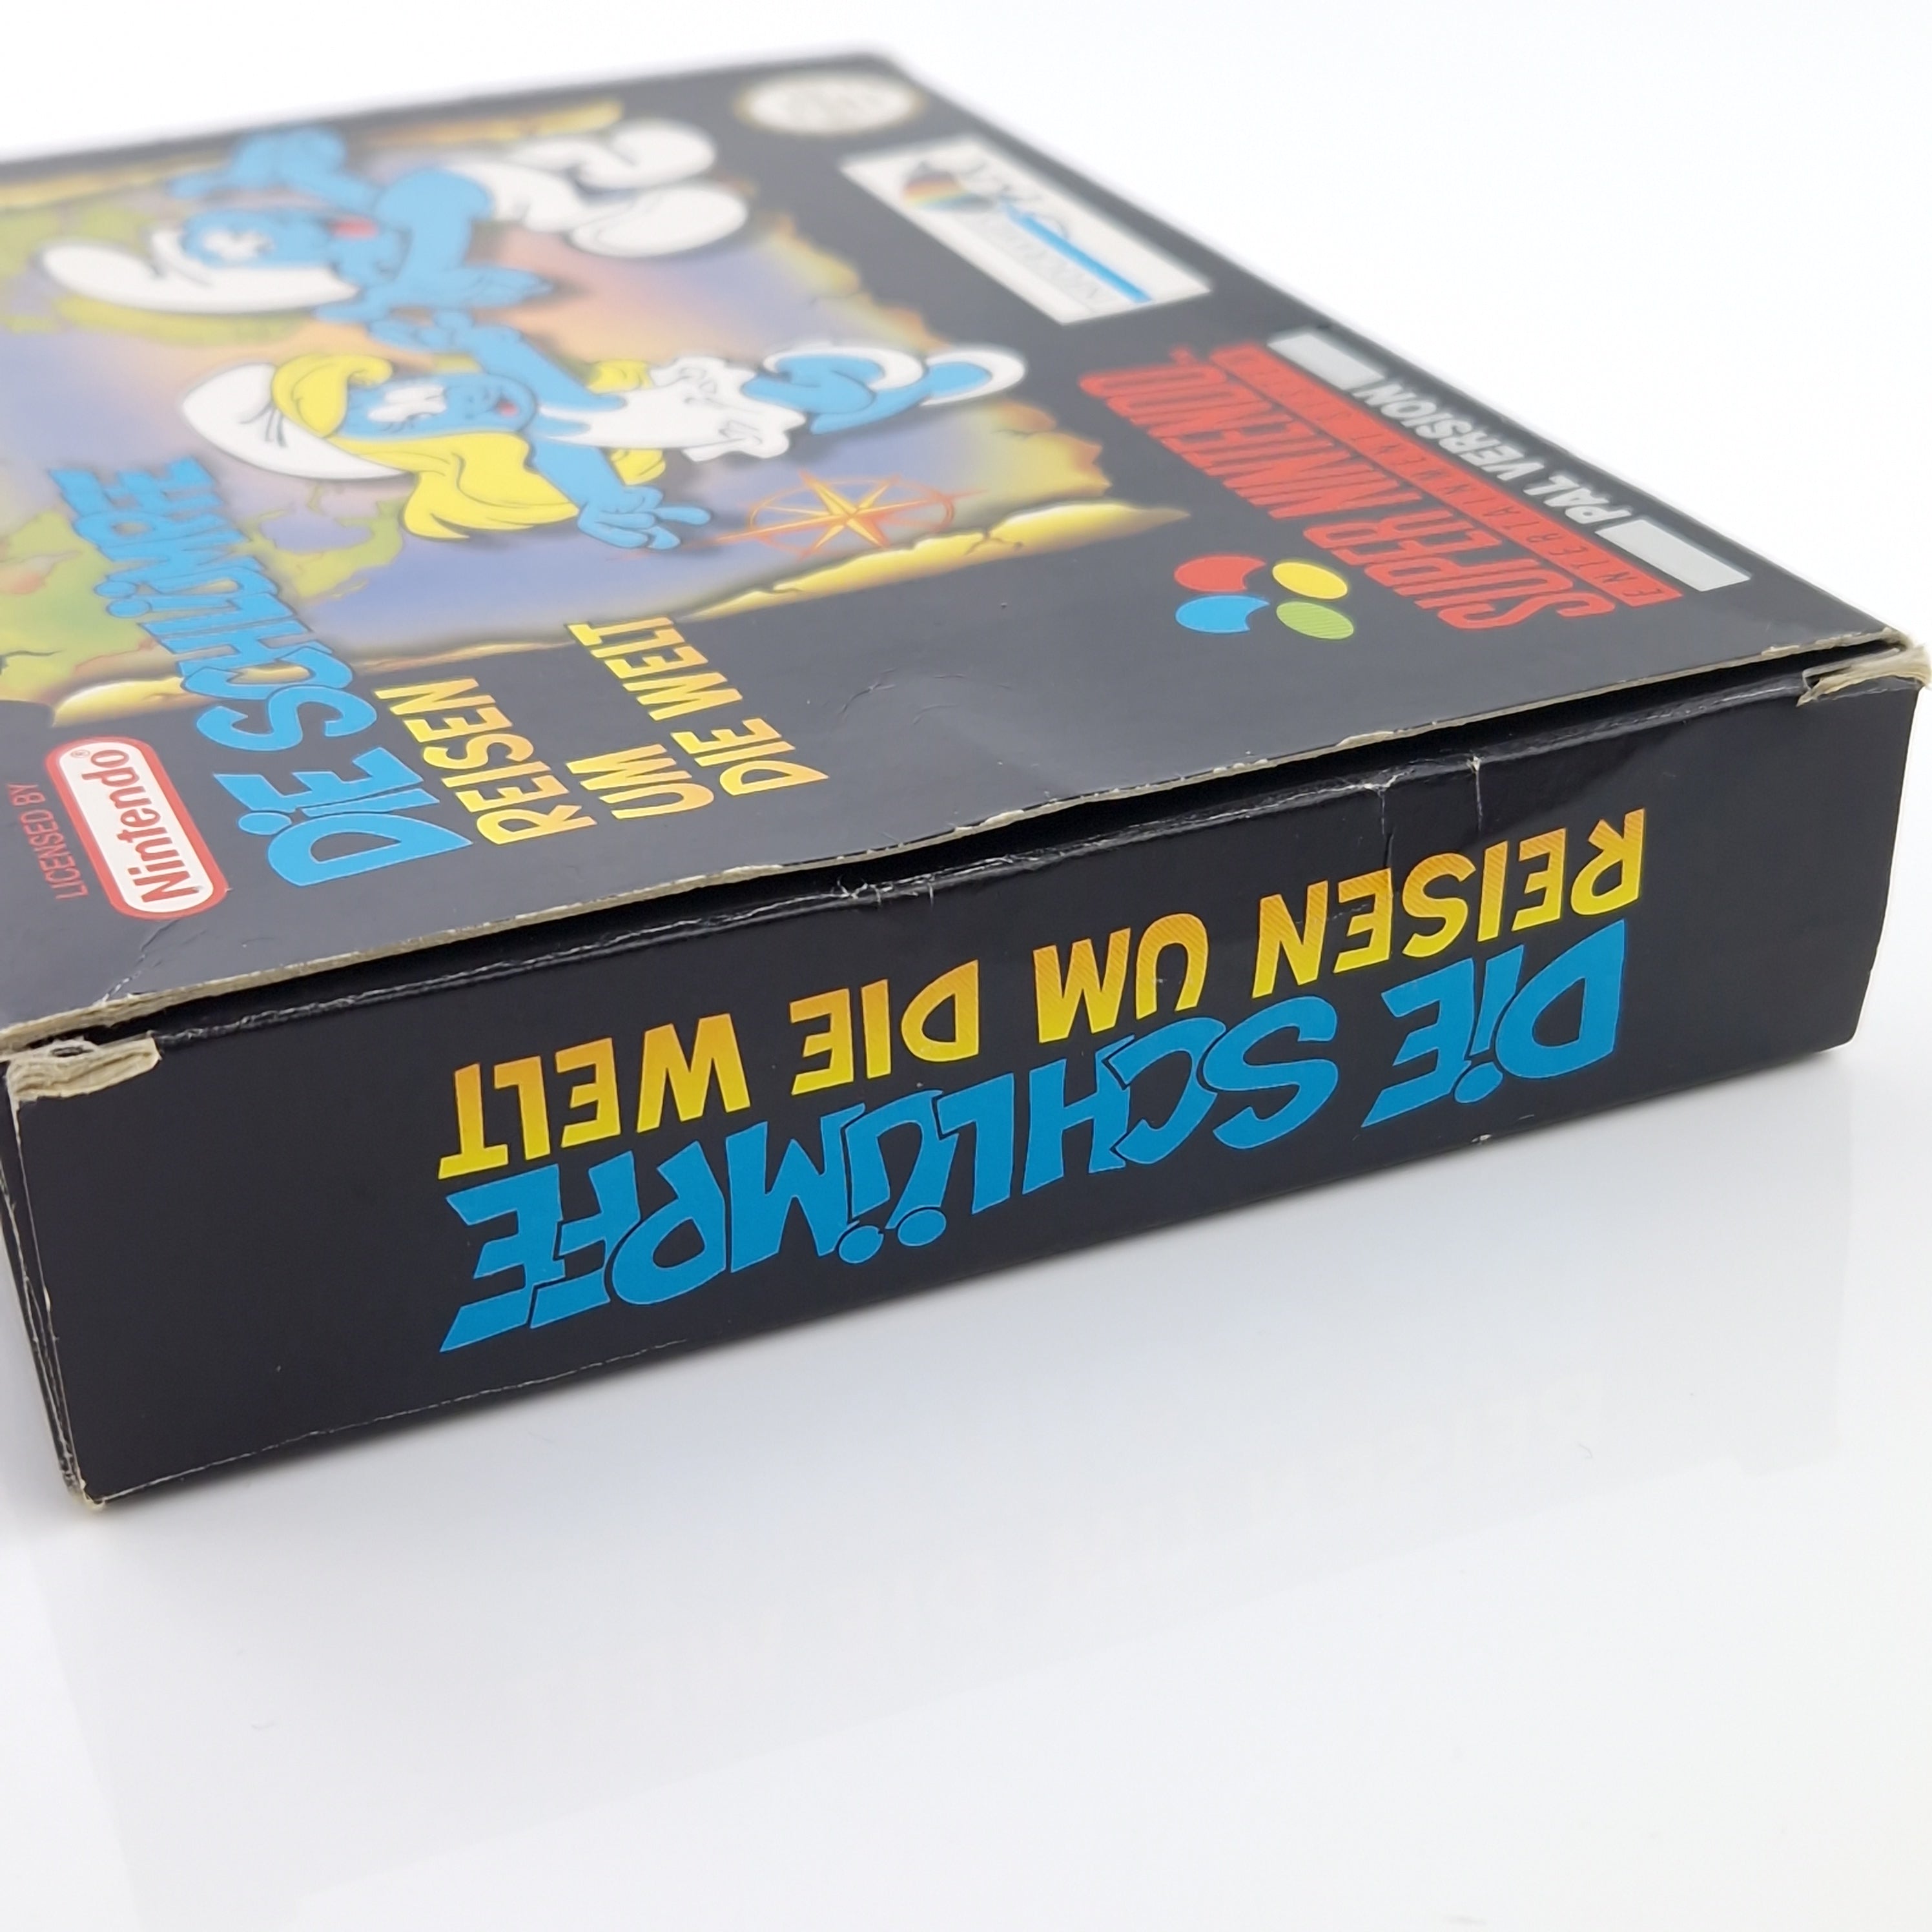 INFOGRAMES
PAL VERSION
SUPER NINTENDO
ENTERTAINMENT SYSTEM
LICENSED BY
Nintendo®
DIE SCHLÜMPFE
REISEN
UM
DIE WELT
DIE SCHLÜMPFE
REISEN UM DIE WELT